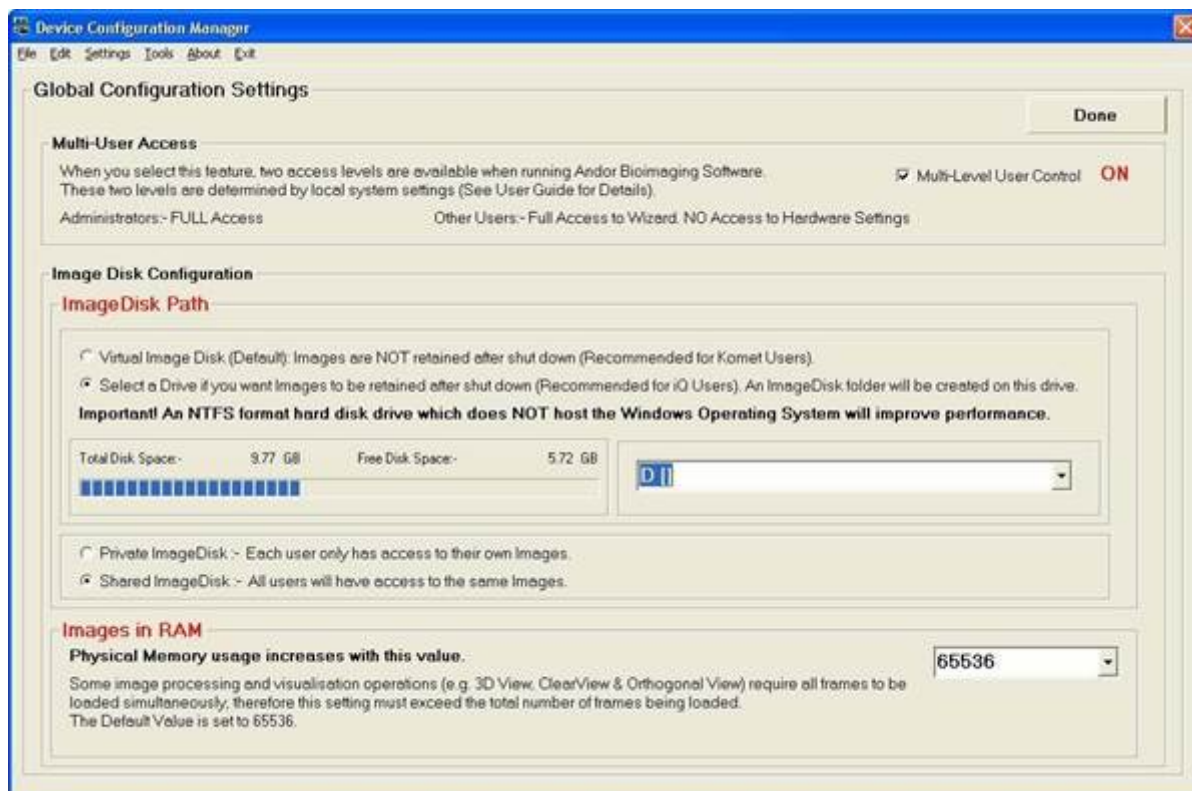 Device Configuration Manager
File Edit Settings Tools About Exit
Global Configuration Settings
Done
Multi-User Access
When you select this feature, two access levels are available when running Andor Bioimaging Software.
These two levels are determined by local system settings (See User Guide for Details).
Multi-Level User Control ON
Administrators:- FULL Access Other Users:- Full Access to Wizard. NO Access to Hardware Settings
Image Disk Configuration
ImageDisk Path
Virtual Image Disk (Default): Images are NOT retained after shut down (Recommended for Komet Users).
Select a Drive if you want Images to be retained after shut down (Recommended for iQ Users). An ImageDisk folder will be created on this drive.
Important! An NTFS format hard disk drive which does NOT host the Windows Operating System will improve performance.
Total Disk Space:- 9.77 GB Free Disk Space:- 5.72 GB
D []
Private ImageDisk :- Each user only has access to their own Images.
Shared ImageDisk :- All users will have access to the same Images.
Images in RAM
Physical Memory usage increases with this value.
65536
Some image processing and visualisation operations (e.g. 3D View, ClearView & Orthogonal View) require all frames to be
loaded simultaneously, therefore this setting must exceed the total number of frames being loaded.
The Default Value is set to 65536.